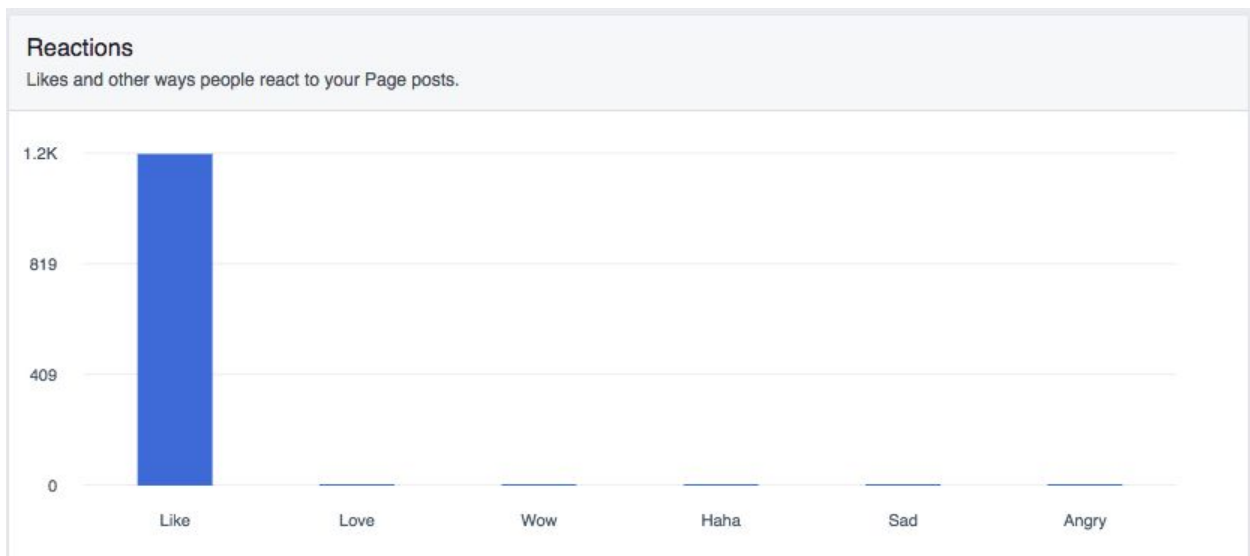 Reactions
Likes and other ways people react to your Page posts.
1.2K
819
409
0
Like Love Wow Haha Sad Angry